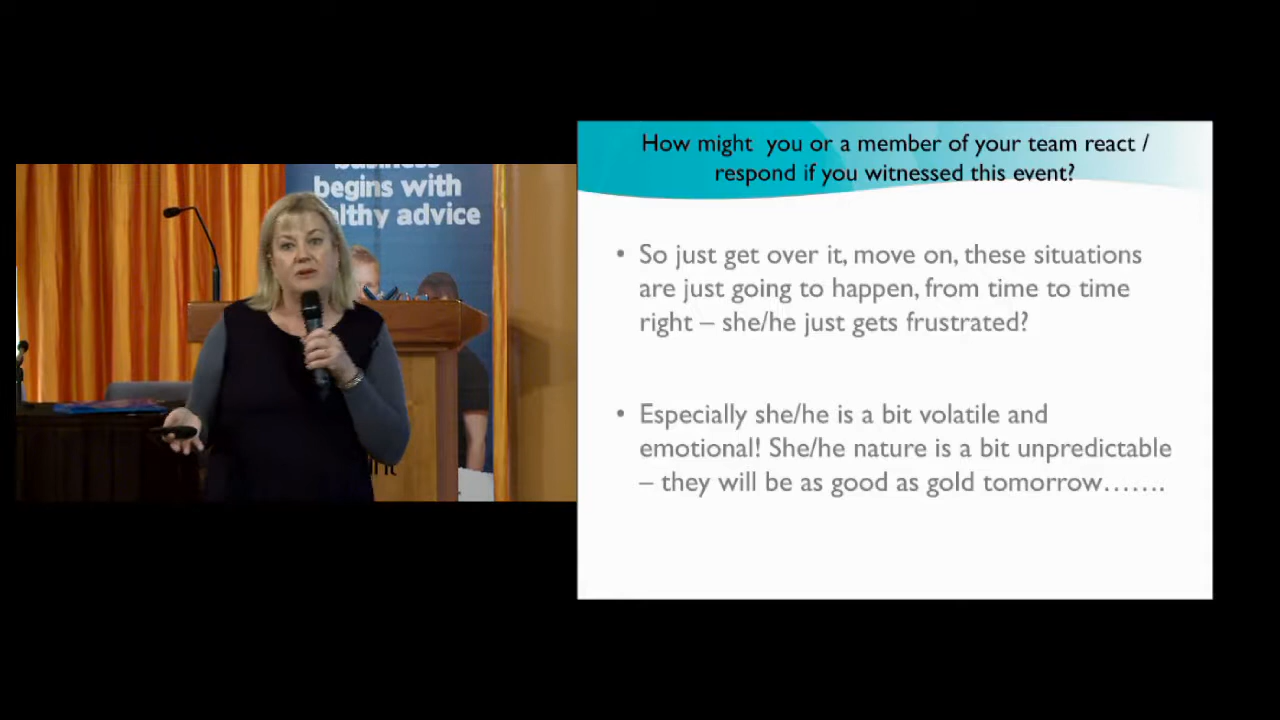 business
begins with
lthy advice
How might you or a member of your team react /
respond if you witnessed this event?
• So just get over it, move on, these situations
are just going to happen, from time to time
right – she/he just gets frustrated?
• Especially she/he is a bit volatile and
emotional! She/he nature is a bit unpredictable
– they will be as good as gold tomorrow…….